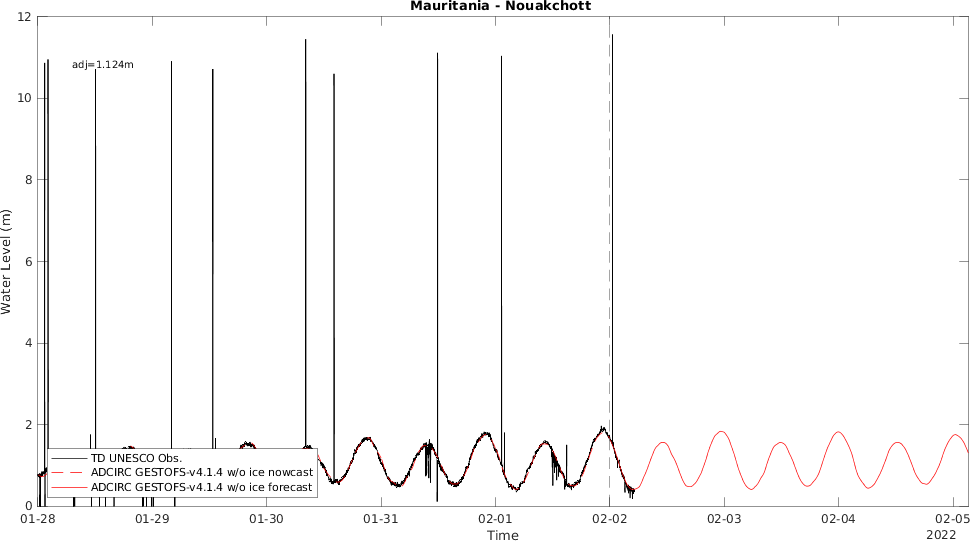 Mauritania - Nouakchott
12
10
8
6
4
2
0
Water Level (m)
adj=1.124m
TD UNESCO Obs.
ADCIRC GESTOFS-v4.1.4 w/o ice nowcast
ADCIRC GESTOFS-v4.1.4 w/o ice forecast
01-28 01-29 01-30 01-31 02-01 02-02 02-03 02-04 02-05
Time
2022